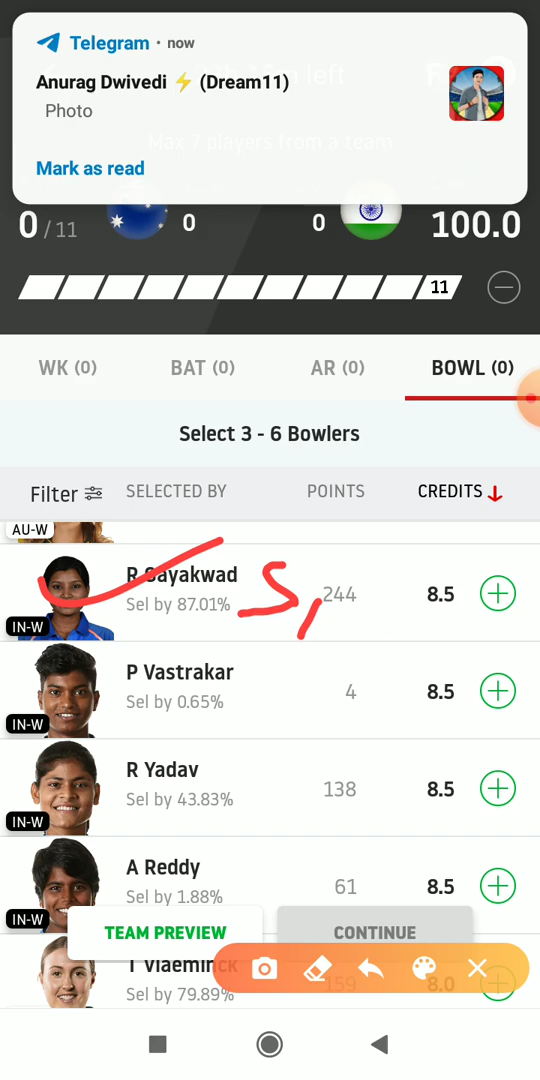 Telegram • now
Anurag Dwivedi ⚡ (Dream11)
Photo
Mark as read
left
Max 7 players from a team
0 / 11 0 0 100.0
11
WK (0) BAT (0) AR (0) BOWL (0)
Select 3 - 6 Bowlers
Filter SELECTED BY POINTS CREDITS
AU-W
R Gayakwad
Sel by 87.01% 244 8.5
IN-W
P Vastrakar
Sel by 0.65% 4 8.5
IN-W
R Yadav
Sel by 43.83% 138 8.5
IN-W
A Reddy
Sel by 1.88% 61 8.5
IN-W
TEAM PREVIEW CONTINUE
T Vlaeminck
Sel by 79.89% 159 8.0